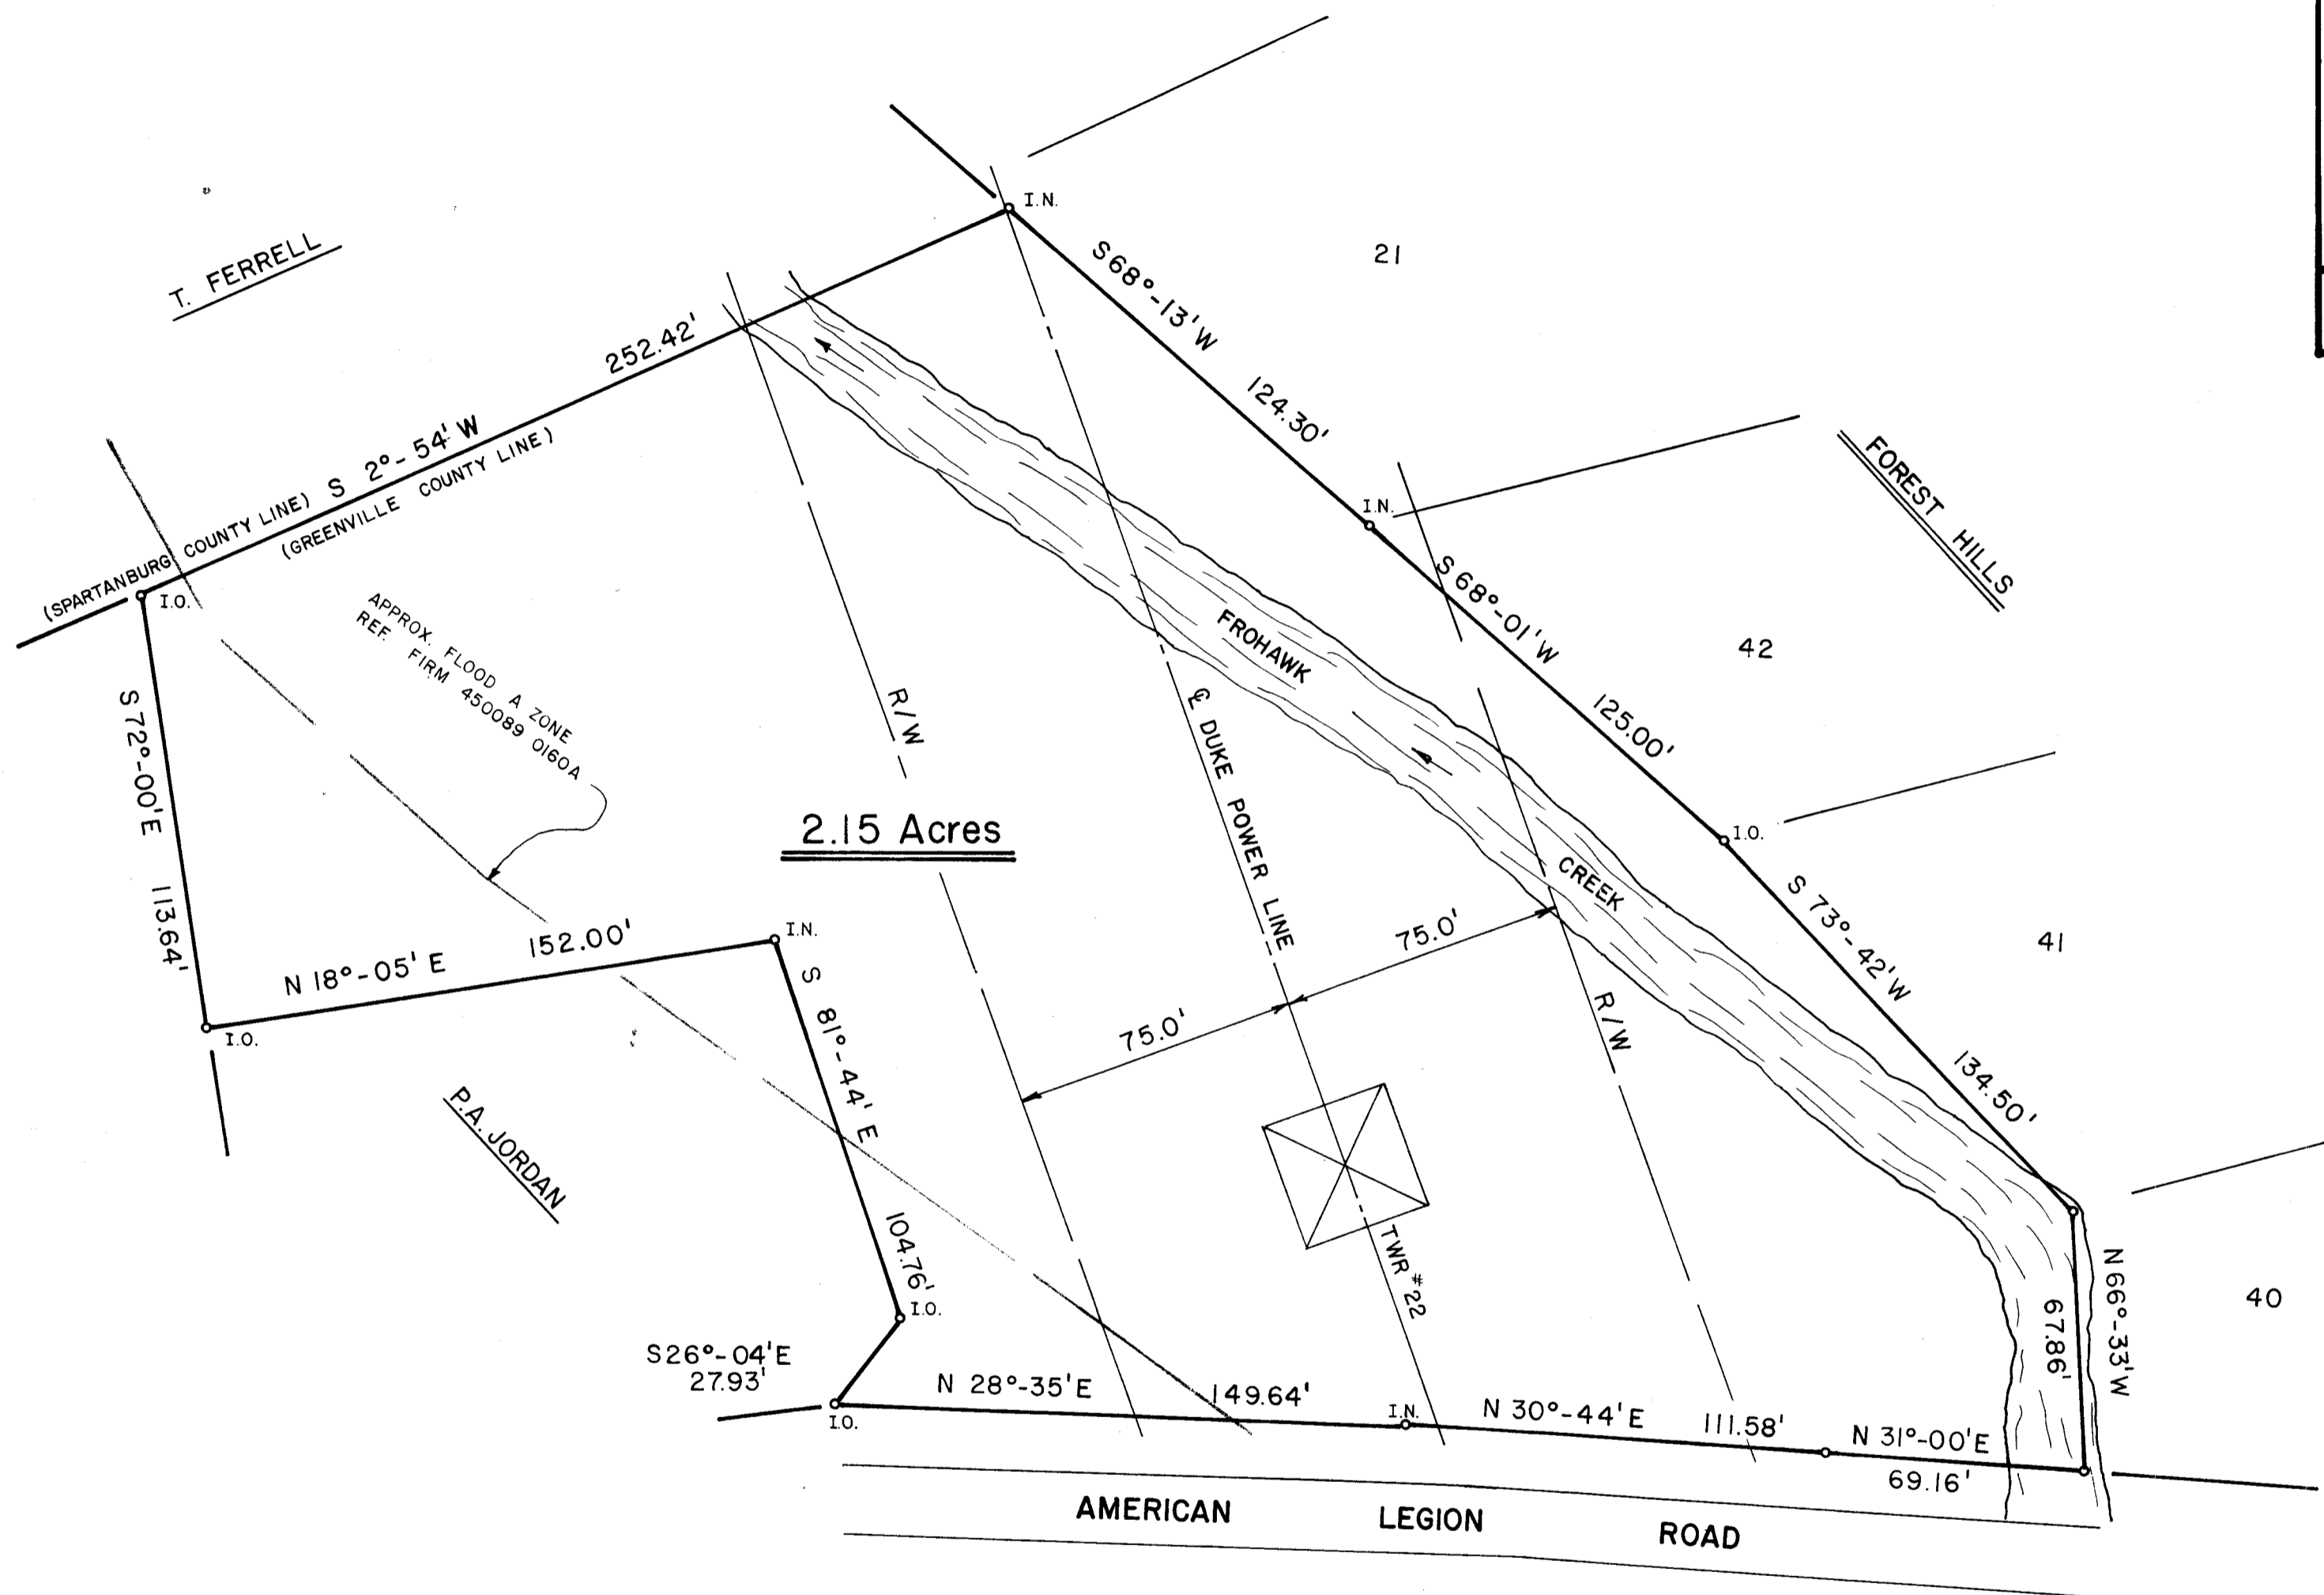 I.N.
T. FERRELL
S 68°-13' W
21
252.42'
124.30'
S 2°-54' W
(SPARTANBURG COUNTY LINE)
(GREENVILLE COUNTY LINE)
I.N.
FOREST HILLS
I.O.
APPROX. FLOOD A ZONE
REF. FIRM 450089 0160A
S 68°-01' W
FROHAWK
42
S 72°-00' E
R/W
℄ DUKE POWER LINE
125.00'
2.15 Acres
I.O.
CREEK
113.64'
S 73°-42' W
152.00'
I.N.
75.0'
41
N 18°-05' E
S 81°-44' E
75.0'
R/W
I.O.
134.50'
P.A. JORDAN
104.76'
TWR #22
N 66°-33' W
I.O.
67.86'
40
S 26°-04' E
27.93'
N 28°-35' E
149.64'
I.N.
N 30°-44' E
111.58'
N 31°-00' E
I.O.
69.16'
AMERICAN LEGION ROAD